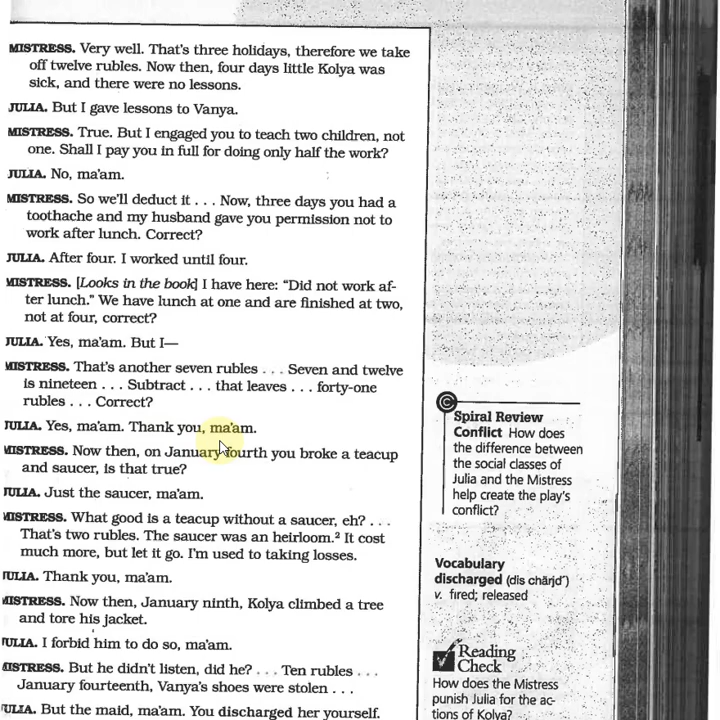 MISTRESS. Very well. That's three holidays, therefore we take
off twelve rubles. Now then, four days little Kolya was
sick, and there were no lessons.
JULIA. But I gave lessons to Vanya.
MISTRESS. True. But I engaged you to teach two children, not
one. Shall I pay you in full for doing only half the work?
JULIA. No, ma'am.
MISTRESS. So we'll deduct it . . . Now, three days you had a
toothache and my husband gave you permission not to
work after lunch. Correct?
JULIA. After four. I worked until four.
MISTRESS. [Looks in the book] I have here: "Did not work af-
ter lunch." We have lunch at one and are finished at two,
not at four, correct?
JULIA. Yes, ma'am. But I—
MISTRESS. That's another seven rubles . . . Seven and twelve
is nineteen . . . Subtract . . . that leaves . . . forty-one
rubles . . . Correct?
JULIA. Yes, ma'am. Thank you, ma'am.
MISTRESS. Now then, on January fourth you broke a teacup
and saucer, is that true?
JULIA. Just the saucer, ma'am.
MISTRESS. What good is a teacup without a saucer, eh? . . .
That's two rubles. The saucer was an heirloom.² It cost
much more, but let it go. I'm used to taking losses.
JULIA. Thank you, ma'am.
MISTRESS. Now then, January ninth, Kolya climbed a tree
and tore his jacket.
JULIA. I forbid him to do so, ma'am.
MISTRESS. But he didn't listen, did he? . . . Ten rubles . . .
January fourteenth, Vanya's shoes were stolen . . .
JULIA. But the maid, ma'am. You discharged her yourself.
C
Spiral Review
Conflict How does
the difference between
the social classes of
Julia and the Mistress
help create the play's
conflict?
Vocabulary
discharged (dis chärjd´)
v. fired; released
Reading
Check
How does the Mistress
punish Julia for the ac-
tions of Kolya?